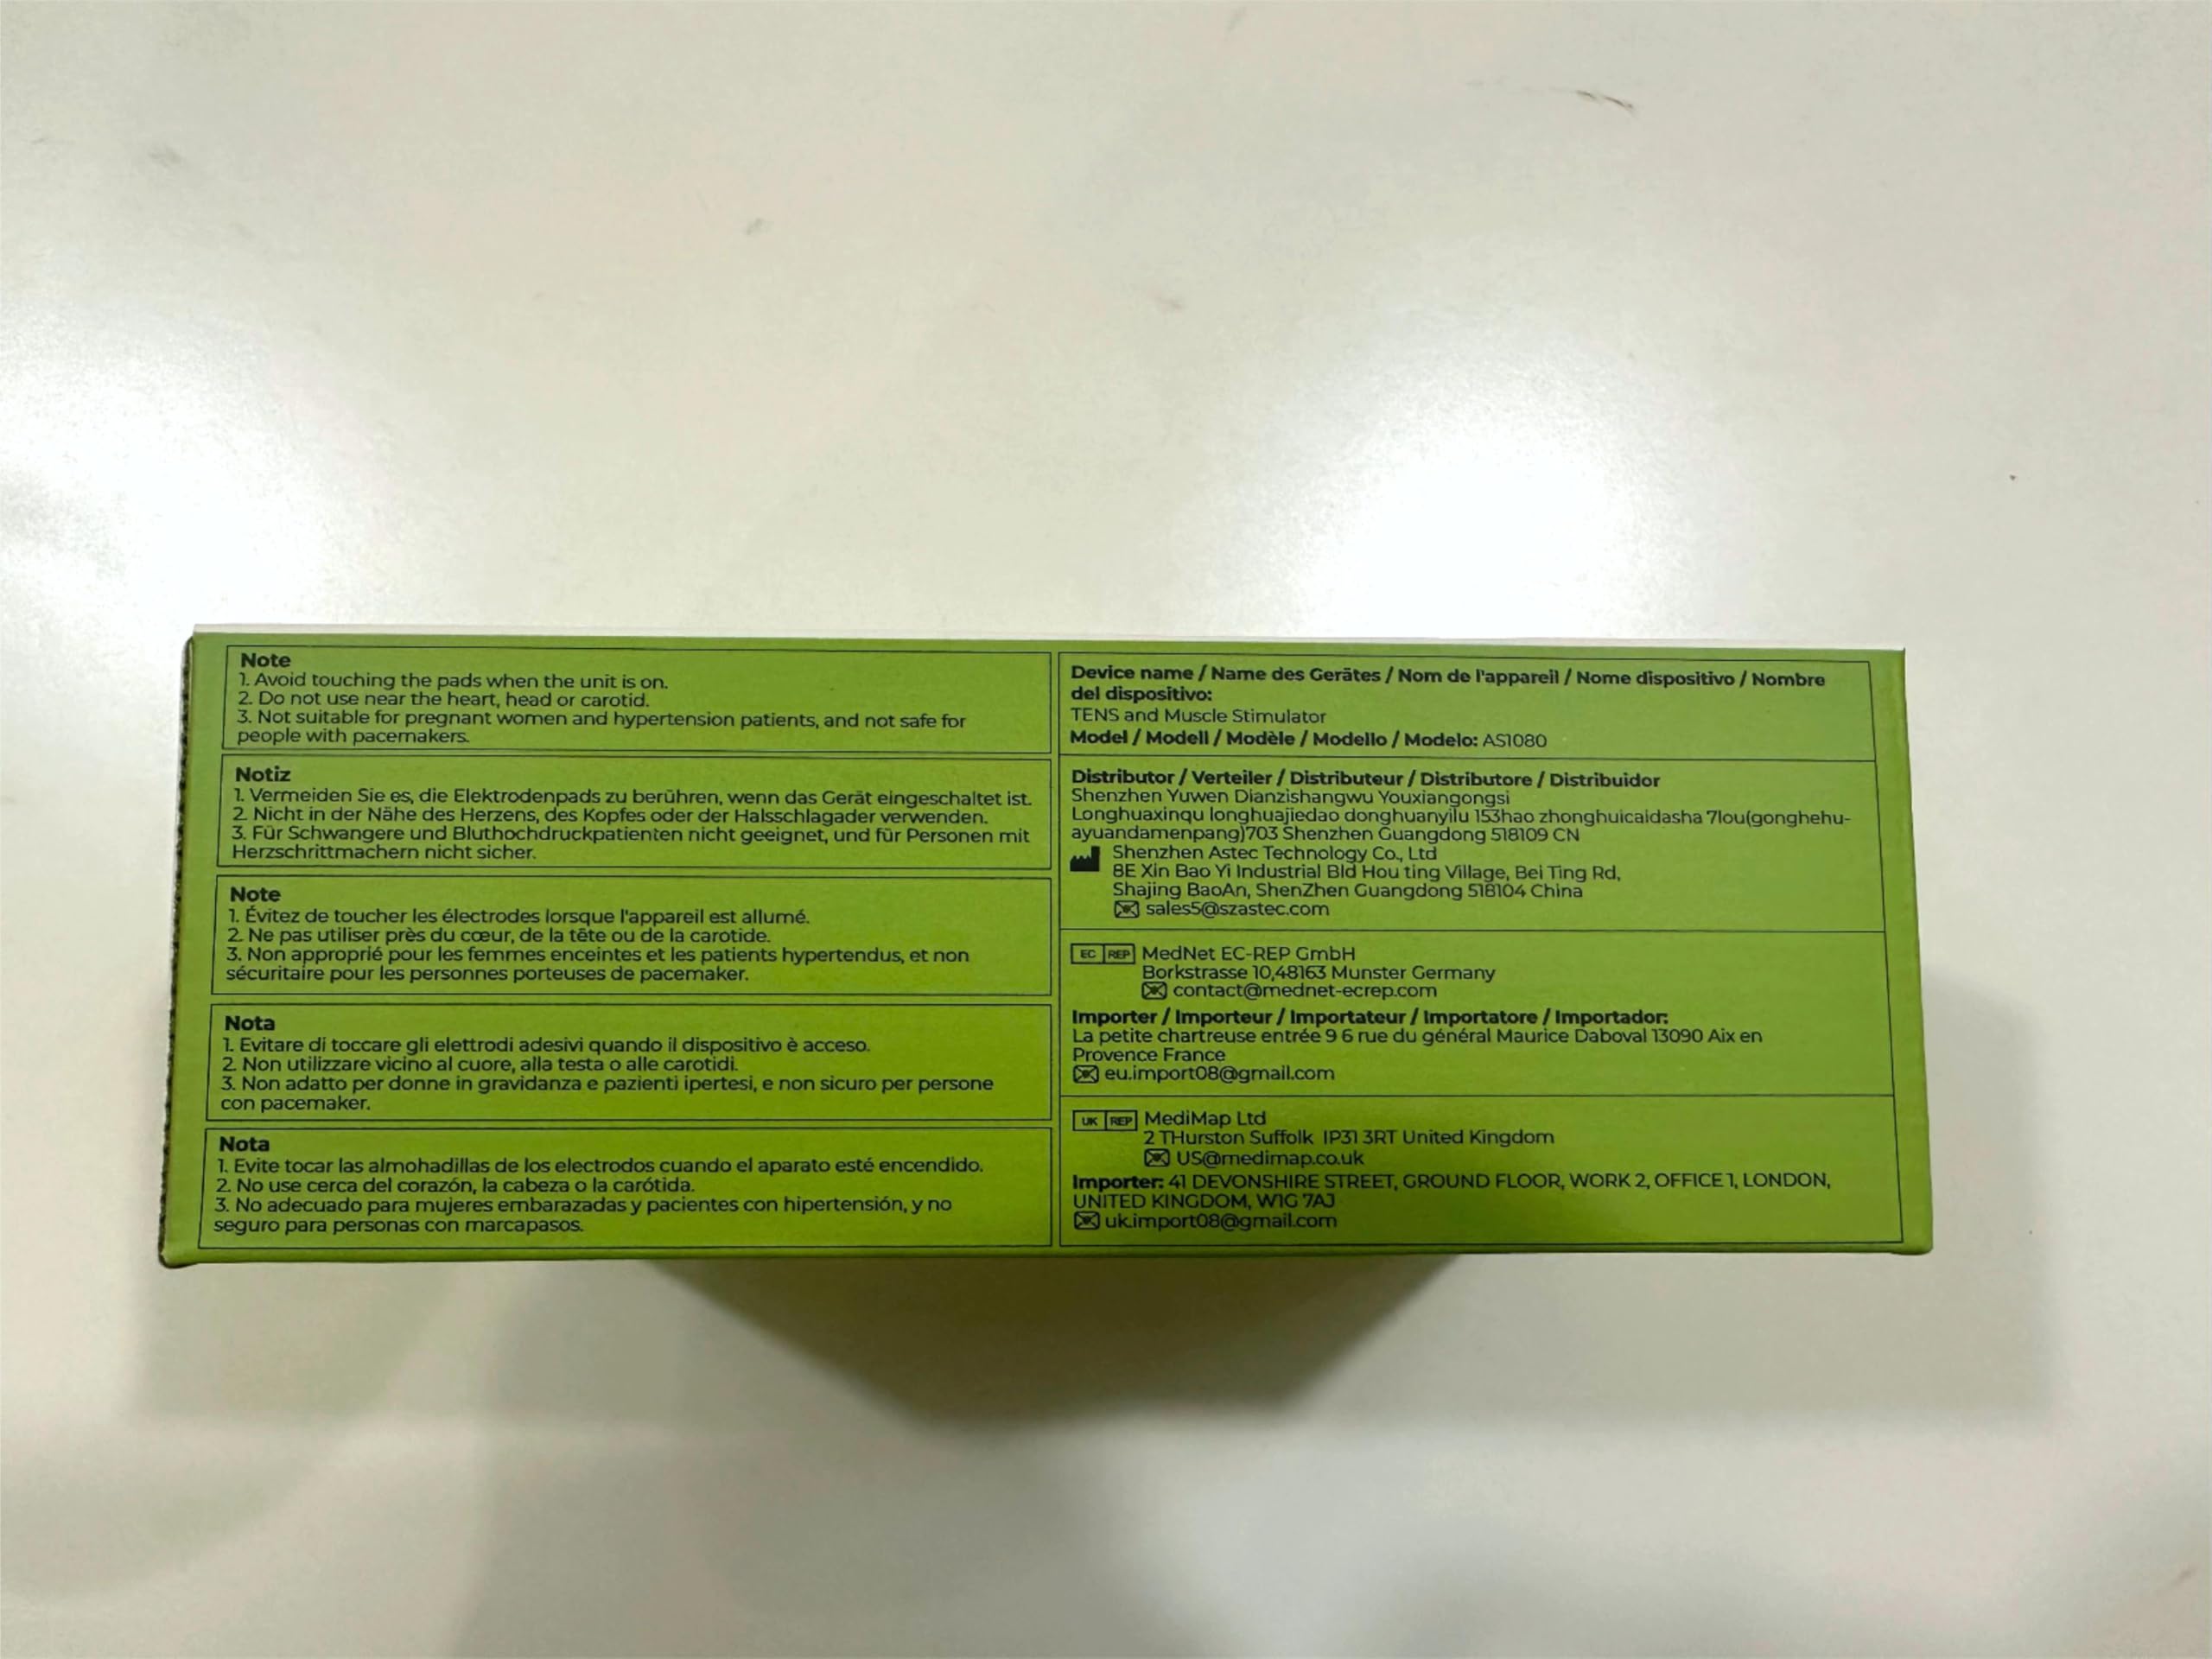 Note
1. Avoid touching the pads when the unit is on.
2. Do not use near the heart, head or carotid.
3. Not suitable for pregnant women and hypertension patients, and not safe for
people with pacemakers.
Notiz
1. Vermeiden Sie es, die Elektrodenpads zu berühren, wenn das Gerät eingeschaltet ist.
2. Nicht in der Nähe des Herzens, des Kopfes oder der Halsschlagader verwenden.
3. Für Schwangere und Bluthochdruckpatienten nicht geeignet, und für Personen mit
Herzschrittmachern nicht sicher.
Note
1. Évitez de toucher les électrodes lorsque l'appareil est allumé.
2. Ne pas utiliser près du cœur, de la tête ou de la carotide.
3. Non approprié pour les femmes enceintes et les patients hypertendus, et non
sécuritaire pour les personnes porteuses de pacemaker.
Nota
1. Evitare di toccare gli elettrodi adesivi quando il dispositivo è acceso.
2. Non utilizzare vicino al cuore, alla testa o alle carotidi.
3. Non adatto per donne in gravidanza e pazienti ipertesi, e non sicuro per persone
con pacemaker.
Nota
1. Evite tocar las almohadillas de los electrodos cuando el aparato esté encendido.
2. No use cerca del corazón, la cabeza o la carótida.
3. No adecuado para mujeres embarazadas y pacientes con hipertensión, y no
seguro para personas con marcapasos.
Device name / Name des Gerätes / Nom de l'appareil / Nome dispositivo / Nombre
del dispositivo:
TENS and Muscle Stimulator
Model / Modell / Modèle / Modello / Modelo: AS1080
Distributor / Verteiler / Distributeur / Distributore / Distribuidor
Shenzhen Yuwen Dianzishangwu Youxiangongsi
Longhuaxinqu longhuajiedao donghuanyilu 153hao zhonghuicaidasha 7lou(gonghehu-
ayuandamenpang)703 Shenzhen Guangdong 518109 CN
Shenzhen Astec Technology Co., Ltd
8E Xin Bao Yi Industrial Bld Hou ting Village, Bei Ting Rd,
Shajing BaoAn, ShenZhen Guangdong 518104 China
sales5@szastec.com
EC REP MedNet EC-REP GmbH
Borkstrasse 10,48163 Munster Germany
contact@mednet-ecrep.com
Importer / Importeur / Importateur / Importatore / Importador:
La petite chartreuse entrée 9 6 rue du général Maurice Daboval 13090 Aix en
Provence France
eu.import08@gmail.com
UK REP MediMap Ltd
2 THurston Suffolk IP31 3RT United Kingdom
US@medimap.co.uk
Importer: 41 DEVONSHIRE STREET, GROUND FLOOR, WORK 2, OFFICE 1, LONDON,
UNITED KINGDOM, W1G 7AJ
uk.import08@gmail.com